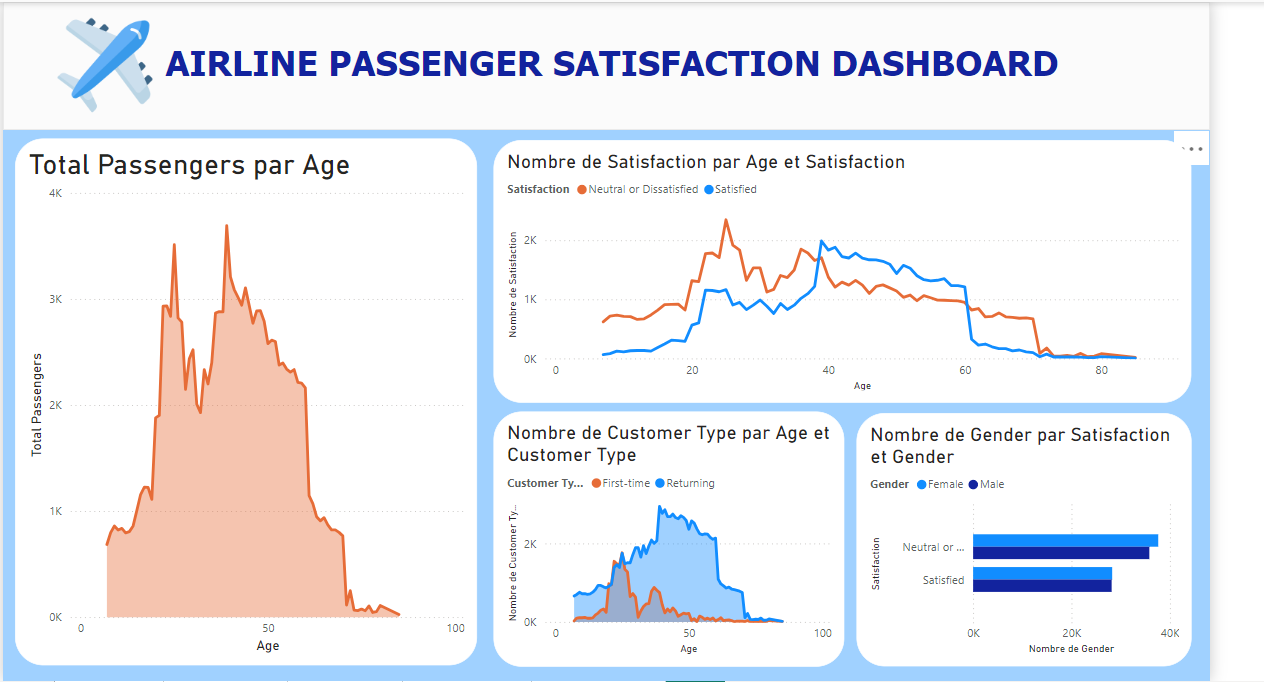 AIRLINE PASSENGER SATISFACTION DASHBOARD
Total Passengers par Age
4K
3K
2K
1K
0K
Total Passengers
0 50 100
Age
Nombre de Satisfaction par Age et Satisfaction
Satisfaction Neutral or Dissatisfied Satisfied
2K
1K
0K
Nombre de Satisfaction
0 20 40 60 80
Age
Nombre de Customer Type par Age et
Customer Type
Customer Ty... First-time Returning
2K
0K
Nombre de Customer Ty...
0 50 100
Age
Nombre de Gender par Satisfaction
et Gender
Gender Female Male
Satisfaction
Neutral or ...
Satisfied
0K 20K 40K
Nombre de Gender